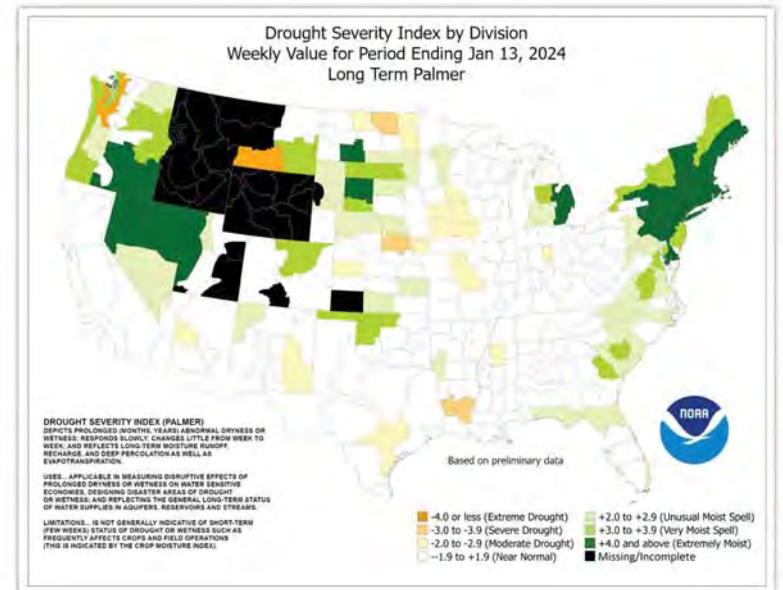 Drought Severity Index by Division
Weekly Value for Period Ending Jan 13, 2024
Long Term Palmer
DROUGHT SEVERITY INDEX (PALMER)
DEPICTS PROLONGED (MONTHS, YEARS) ABNORMAL DRYNESS OR
WETNESS; RESPONDS SLOWLY; CHANGES LITTLE FROM WEEK TO
WEEK; AND REFLECTS LONG-TERM MOISTURE RUNOFF,
RECHARGE, AND DEEP PERCOLATION AS WELL AS
EVAPOTRANSPIRATION.
USES... APPLICABLE IN MEASURING DISRUPTIVE EFFECTS OF
PROLONGED DRYNESS OR WETNESS ON WATER SENSITIVE
ECONOMIES, DESIGNING DISASTER AREAS OF DROUGHT
OR WETNESS; AND REFLECTING THE GENERAL LONG-TERM STATUS
OF WATER SUPPLIES IN AQUIFERS, RESERVOIRS AND STREAMS.
LIMITATIONS... IS NOT GENERALLY INDICATIVE OF SHORT-TERM
(FEW WEEKS) STATUS OF DROUGHT OR WETNESS SUCH AS
FREQUENTLY AFFECTS CROPS AND FIELD OPERATIONS
(THIS IS INDICATED BY THE CROP MOISTURE INDEX).
NOAA
Based on preliminary data
-4.0 or less (Extreme Drought)
-3.0 to -3.9 (Severe Drought)
-2.0 to -2.9 (Moderate Drought)
--1.9 to +1.9 (Near Normal)
+2.0 to +2.9 (Unusual Moist Spell)
+3.0 to +3.9 (Very Moist Spell)
+4.0 and above (Extremely Moist)
Missing/Incomplete